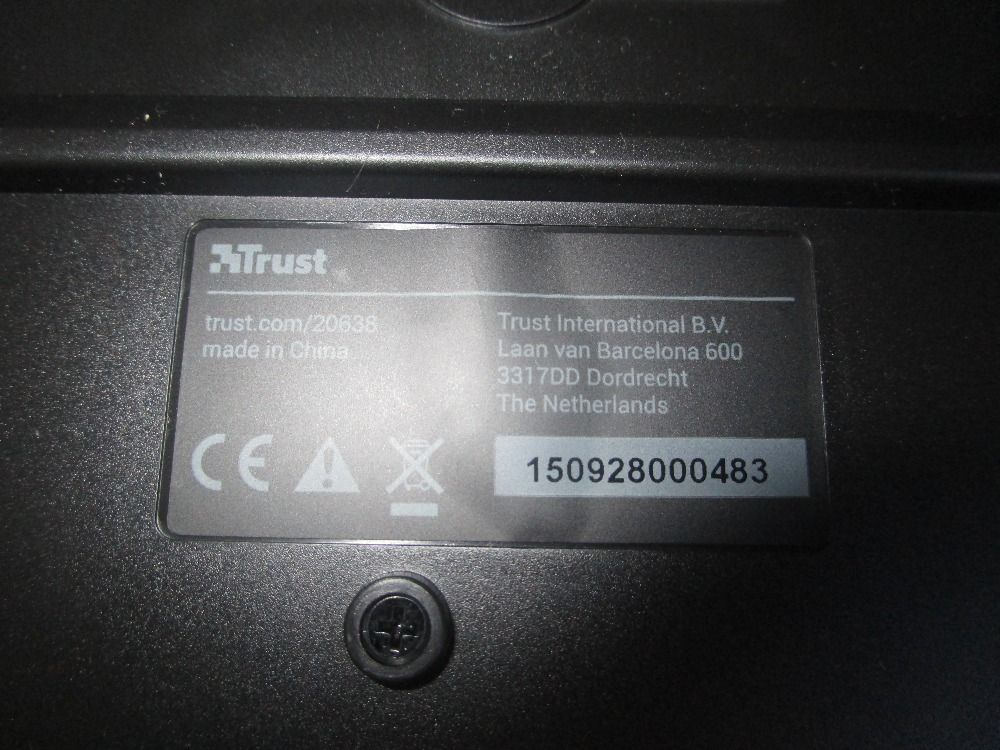 Trust
trust.com/20638
made in China
Trust International B.V.
Laan van Barcelona 600
3317DD Dordrecht
The Netherlands
CE
150928000483